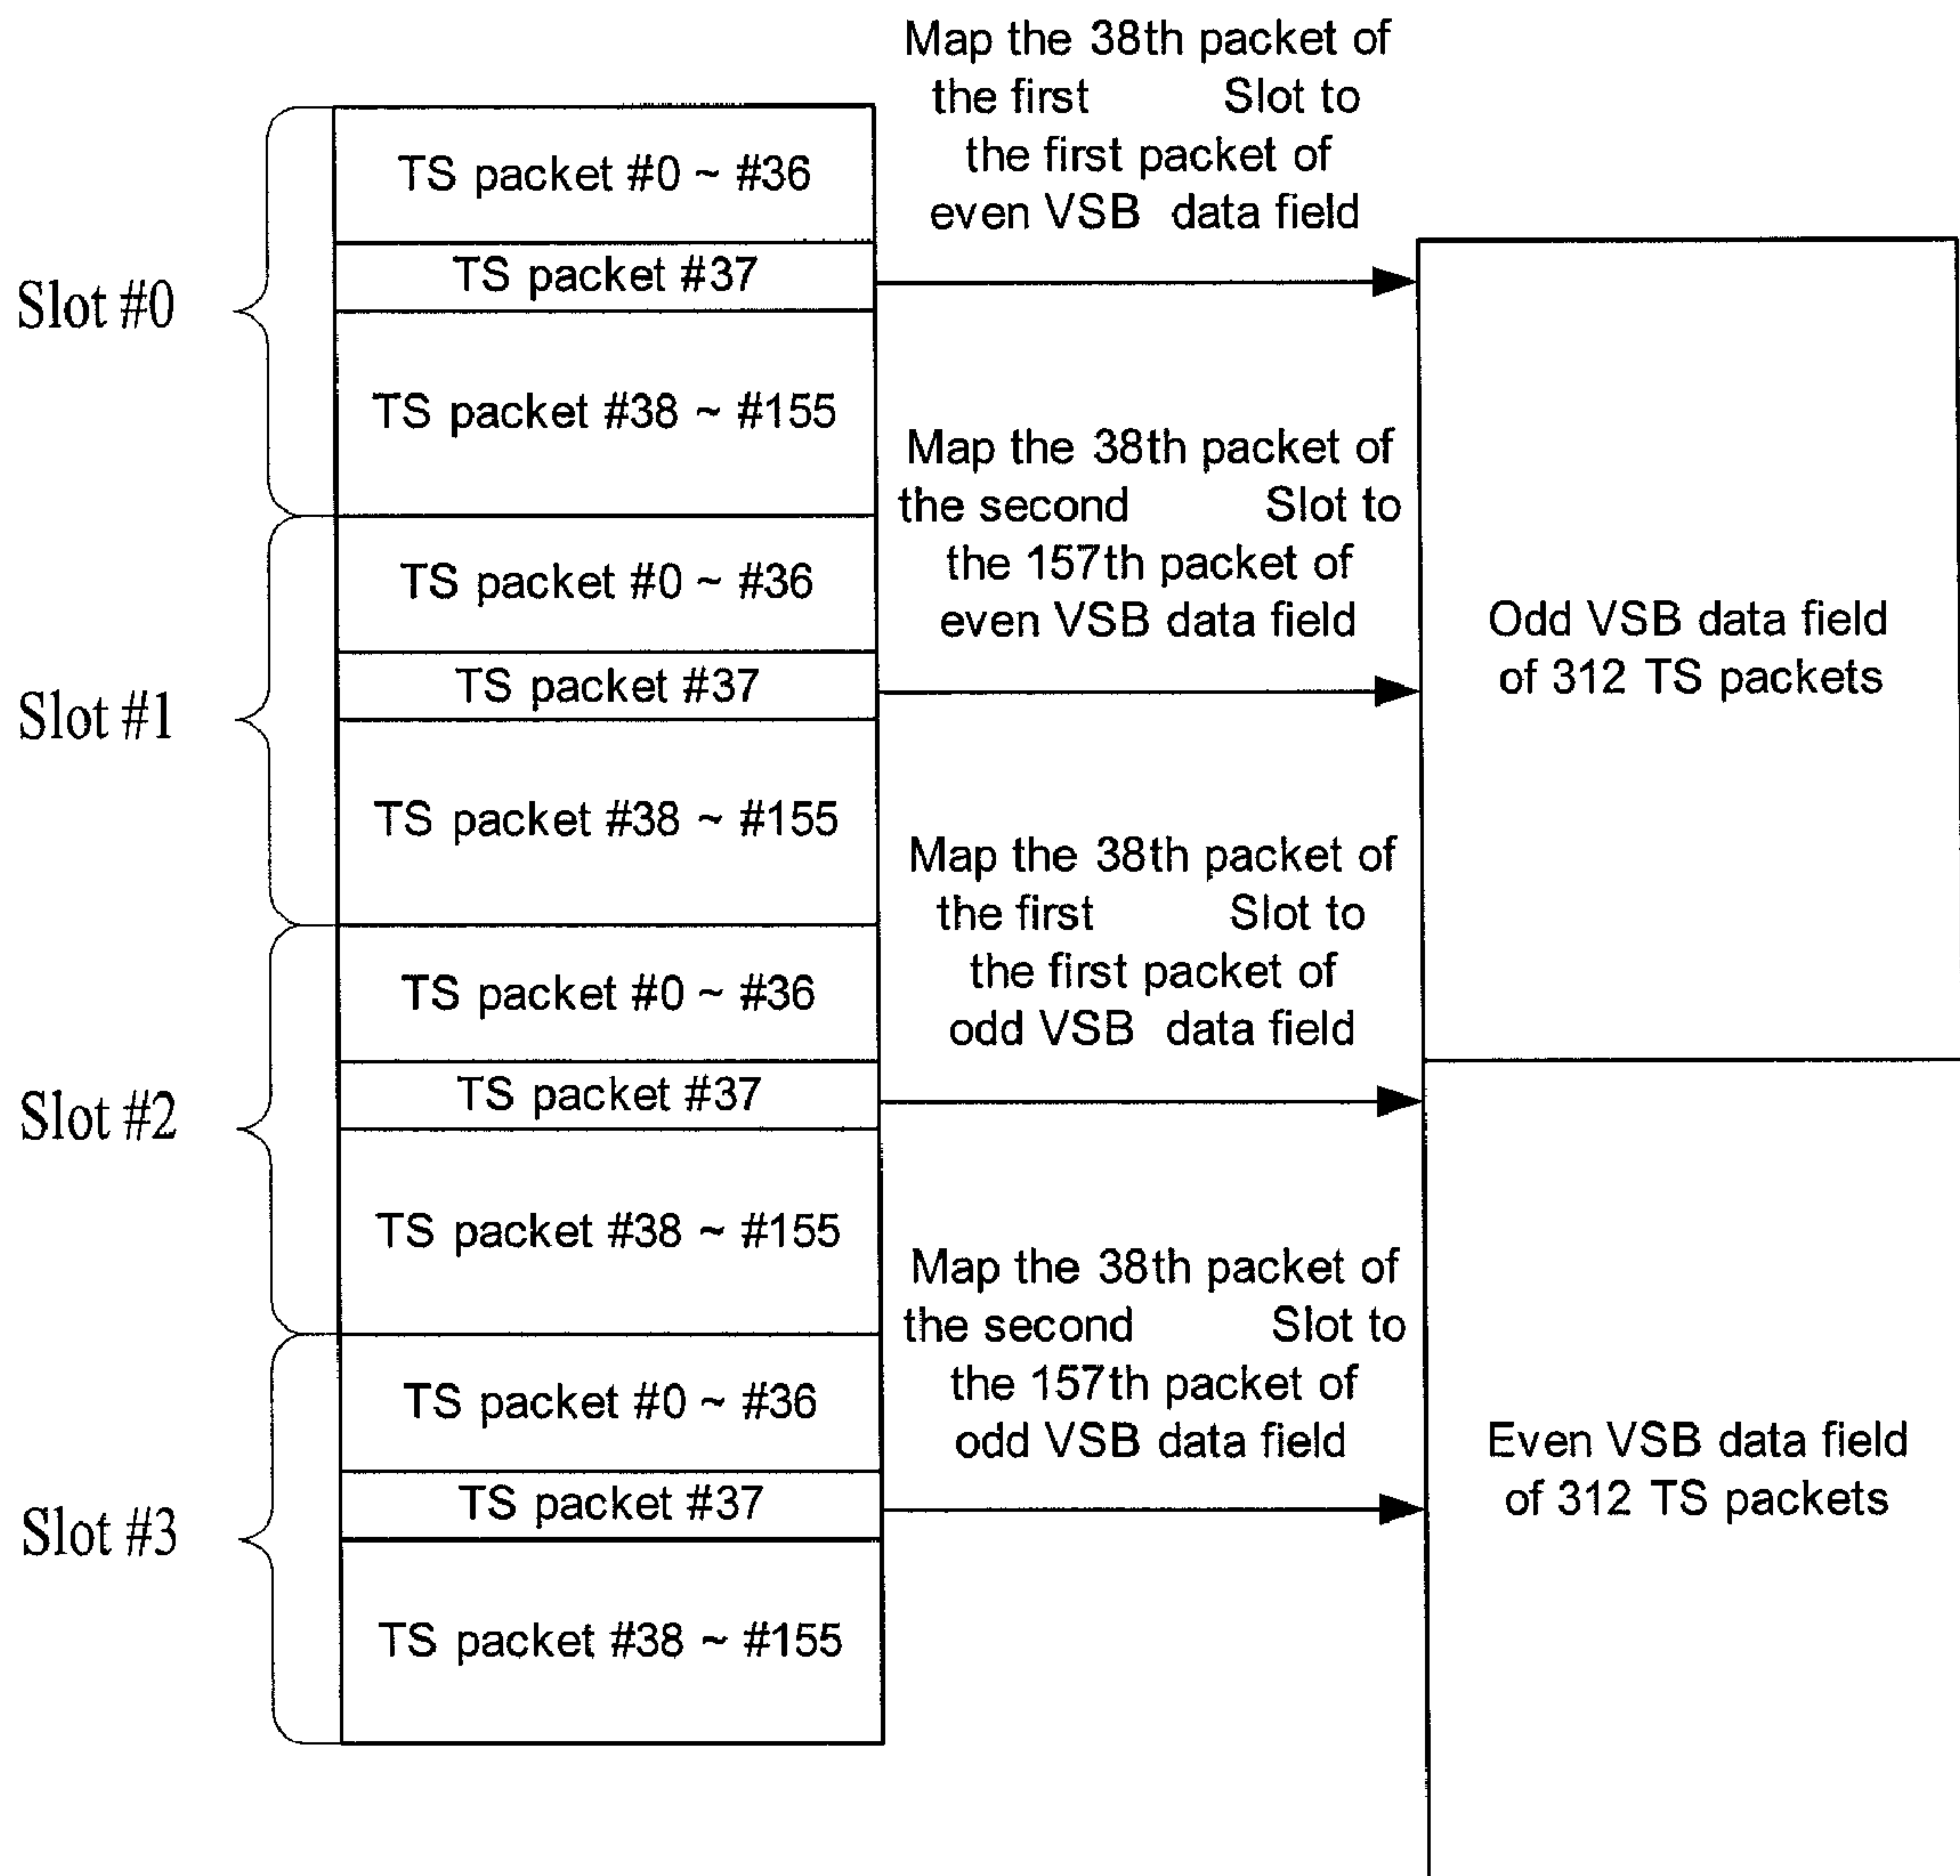 Map the 38th packet of
the first Slot to
the first packet of
even VSB data field
TS packet #0 ~ #36
TS packet #37
Slot #0
TS packet #38 ~ #155
Map the 38th packet of
the second Slot to
the 157th packet of
even VSB data field
TS packet #0 ~ #36
Odd VSB data field
of 312 TS packets
TS packet #37
Slot #1
TS packet #38 ~ #155
Map the 38th packet of
the first Slot to
the first packet of
odd VSB data field
TS packet #0 ~ #36
TS packet #37
Slot #2
TS packet #38 ~ #155
Map the 38th packet of
the second Slot to
the 157th packet of
odd VSB data field
TS packet #0 ~ #36
Even VSB data field
of 312 TS packets
TS packet #37
Slot #3
TS packet #38 ~ #155